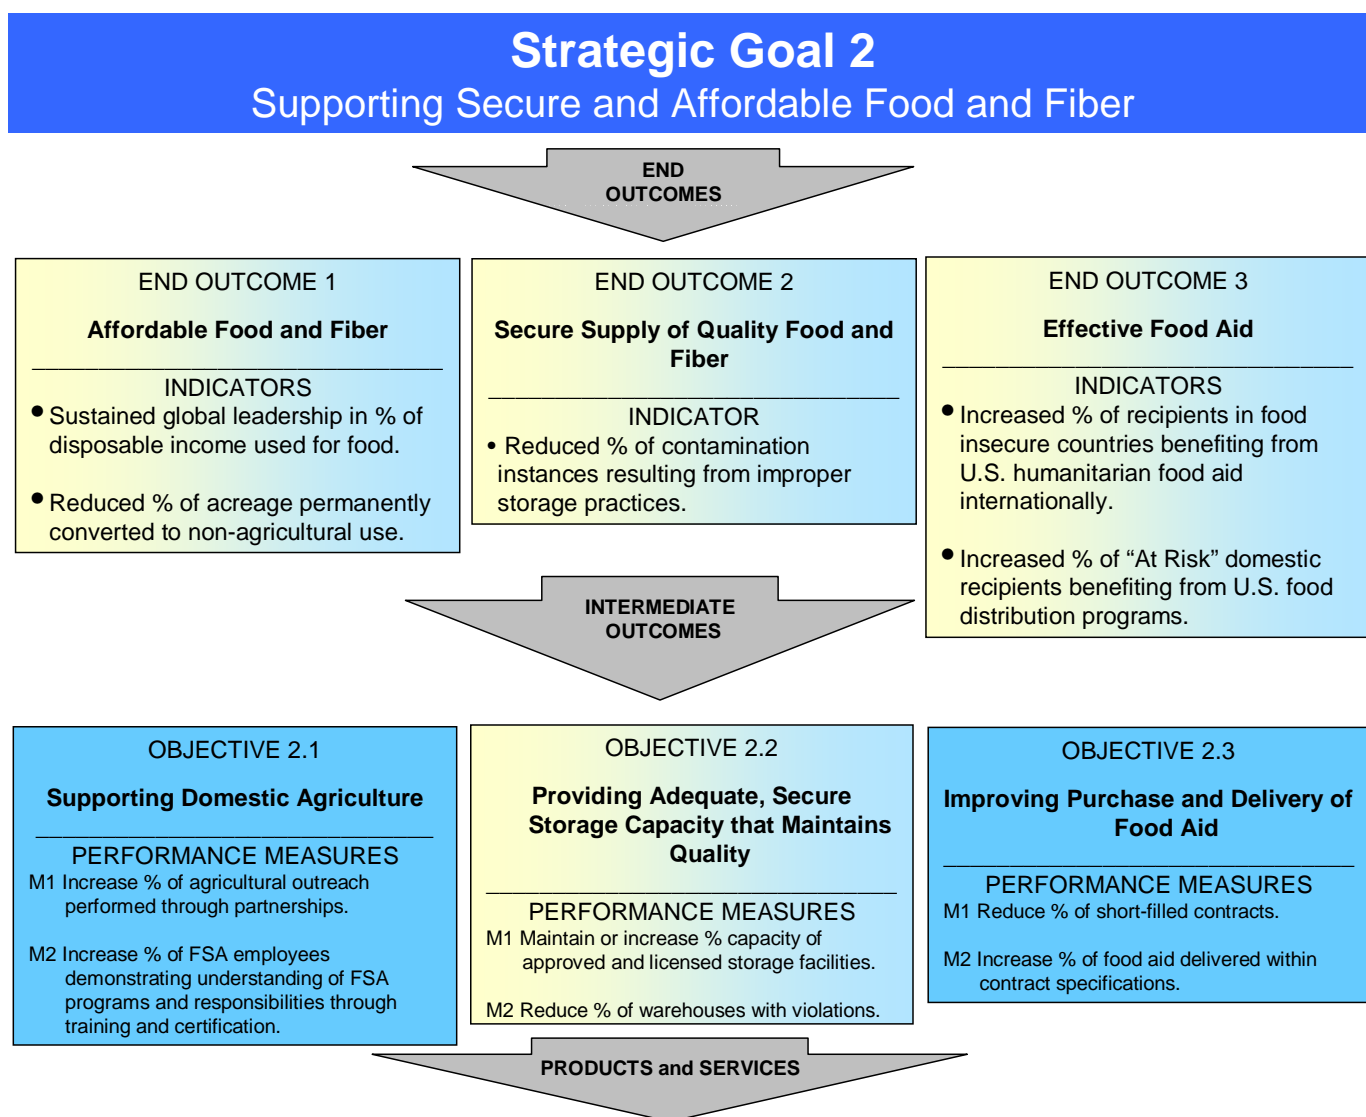 Strategic Goal 2
Supporting Secure and Affordable Food and Fiber
END
OUTCOMES
END OUTCOME 1
Affordable Food and Fiber
INDICATORS
• Sustained global leadership in % of
disposable income used for food.
• Reduced % of acreage permanently
converted to non-agricultural use.
END OUTCOME 2
Secure Supply of Quality Food and
Fiber
INDICATOR
• Reduced % of contamination
instances resulting from improper
storage practices.
END OUTCOME 3
Effective Food Aid
INDICATORS
• Increased % of recipients in food
insecure countries benefiting from
U.S. humanitarian food aid
internationally.
• Increased % of “At Risk” domestic
recipients benefiting from U.S. food
distribution programs.
INTERMEDIATE
OUTCOMES
OBJECTIVE 2.1
Supporting Domestic Agriculture
PERFORMANCE MEASURES
M1 Increase % of agricultural outreach
performed through partnerships.
M2 Increase % of FSA employees
demonstrating understanding of FSA
programs and responsibilities through
training and certification.
OBJECTIVE 2.2
Providing Adequate, Secure
Storage Capacity that Maintains
Quality
PERFORMANCE MEASURES
M1 Maintain or increase % capacity of
approved and licensed storage facilities.
M2 Reduce % of warehouses with violations.
OBJECTIVE 2.3
Improving Purchase and Delivery of
Food Aid
PERFORMANCE MEASURES
M1 Reduce % of short-filled contracts.
M2 Increase % of food aid delivered within
contract specifications.
PRODUCTS and SERVICES